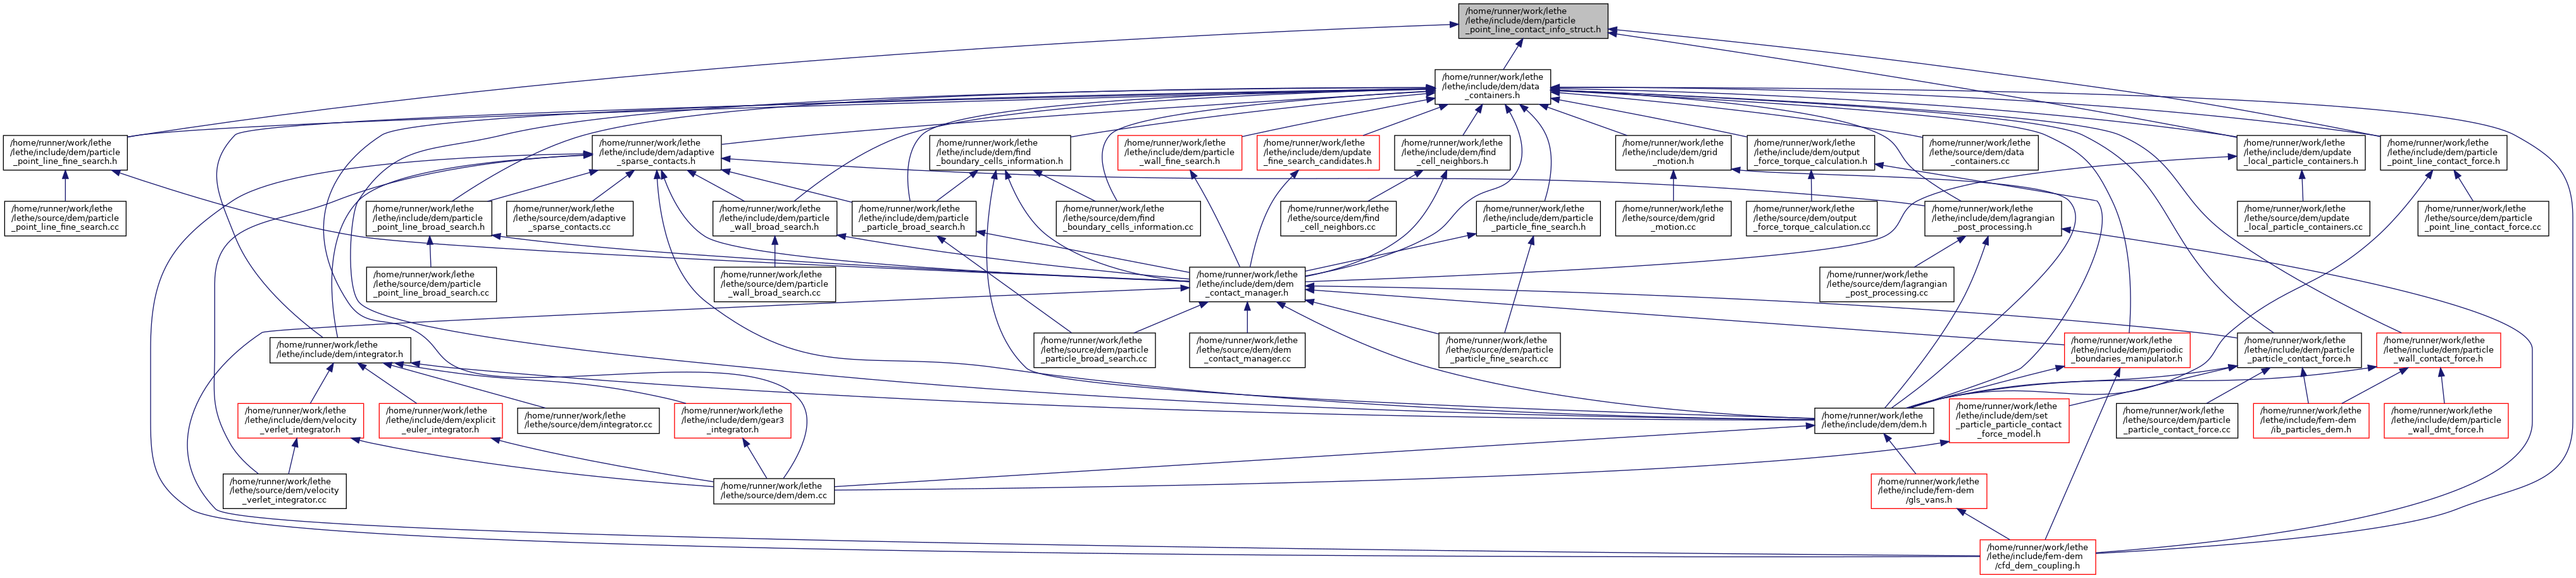 /home/runner/work/lethe
/lethe/include/dem/particle
_point_line_contact_info_struct.h
/home/runner/work/lethe
/lethe/include/dem/data
_containers.h
/home/runner/work/lethe
/lethe/include/dem/particle
_point_line_fine_search.h
/home/runner/work/lethe
/lethe/include/dem/adaptive
_sparse_contacts.h
/home/runner/work/lethe
/lethe/include/dem/find
_boundary_cells_information.h
/home/runner/work/lethe
/lethe/include/dem/particle
_wall_fine_search.h
/home/runner/work/lethe
/lethe/include/dem/update
_fine_search_candidates.h
/home/runner/work/lethe
/lethe/include/dem/find
_cell_neighbors.h
/home/runner/work/lethe
/lethe/include/dem/grid
_motion.h
/home/runner/work/lethe
/lethe/include/dem/output
_force_torque_calculation.h
/home/runner/work/lethe
/lethe/source/dem/data
_containers.cc
/home/runner/work/lethe
/lethe/include/dem/update
_local_particle_containers.h
/home/runner/work/lethe
/lethe/include/dem/particle
_point_line_contact_force.h
/home/runner/work/lethe
/lethe/source/dem/particle
_point_line_fine_search.cc
/home/runner/work/lethe
/lethe/include/dem/particle
_point_line_broad_search.h
/home/runner/work/lethe
/lethe/source/dem/adaptive
_sparse_contacts.cc
/home/runner/work/lethe
/lethe/include/dem/particle
_wall_broad_search.h
/home/runner/work/lethe
/lethe/include/dem/particle
_particle_broad_search.h
/home/runner/work/lethe
/lethe/source/dem/find
_boundary_cells_information.cc
/home/runner/work/lethe
/lethe/source/dem/find
_cell_neighbors.cc
/home/runner/work/lethe
/lethe/include/dem/particle
_particle_fine_search.h
/home/runner/work/lethe
/lethe/source/dem/grid
_motion.cc
/home/runner/work/lethe
/lethe/source/dem/output
_force_torque_calculation.cc
/home/runner/work/lethe
/lethe/include/dem/lagrangian
_post_processing.h
/home/runner/work/lethe
/lethe/source/dem/update
_local_particle_containers.cc
/home/runner/work/lethe
/lethe/source/dem/particle
_point_line_contact_force.cc
/home/runner/work/lethe
/lethe/source/dem/particle
_point_line_broad_search.cc
/home/runner/work/lethe
/lethe/source/dem/particle
_wall_broad_search.cc
/home/runner/work/lethe
/lethe/include/dem/dem
_contact_manager.h
/home/runner/work/lethe
/lethe/source/dem/lagrangian
_post_processing.cc
/home/runner/work/lethe
/lethe/include/dem/integrator.h
/home/runner/work/lethe
/lethe/source/dem/particle
_particle_broad_search.cc
/home/runner/work/lethe
/lethe/source/dem/dem
_contact_manager.cc
/home/runner/work/lethe
/lethe/source/dem/particle
_particle_fine_search.cc
/home/runner/work/lethe
/lethe/include/dem/periodic
_boundaries_manipulator.h
/home/runner/work/lethe
/lethe/include/dem/particle
_particle_contact_force.h
/home/runner/work/lethe
/lethe/include/dem/particle
_wall_contact_force.h
/home/runner/work/lethe
/lethe/include/dem/velocity
_verlet_integrator.h
/home/runner/work/lethe
/lethe/include/dem/explicit
_euler_integrator.h
/home/runner/work/lethe
/lethe/source/dem/integrator.cc
/home/runner/work/lethe
/lethe/include/dem/gear3
_integrator.h
/home/runner/work/lethe
/lethe/include/dem/dem.h
/home/runner/work/lethe
/lethe/include/dem/set
_particle_particle_contact
_force_model.h
/home/runner/work/lethe
/lethe/source/dem/particle
_particle_contact_force.cc
/home/runner/work/lethe
/lethe/include/fem-dem
/ib_particles_dem.h
/home/runner/work/lethe
/lethe/include/dem/particle
_wall_dmt_force.h
/home/runner/work/lethe
/lethe/source/dem/velocity
_verlet_integrator.cc
/home/runner/work/lethe
/lethe/source/dem/dem.cc
/home/runner/work/lethe
/lethe/include/fem-dem
/gls_vans.h
/home/runner/work/lethe
/lethe/include/fem-dem
/cfd_dem_coupling.h